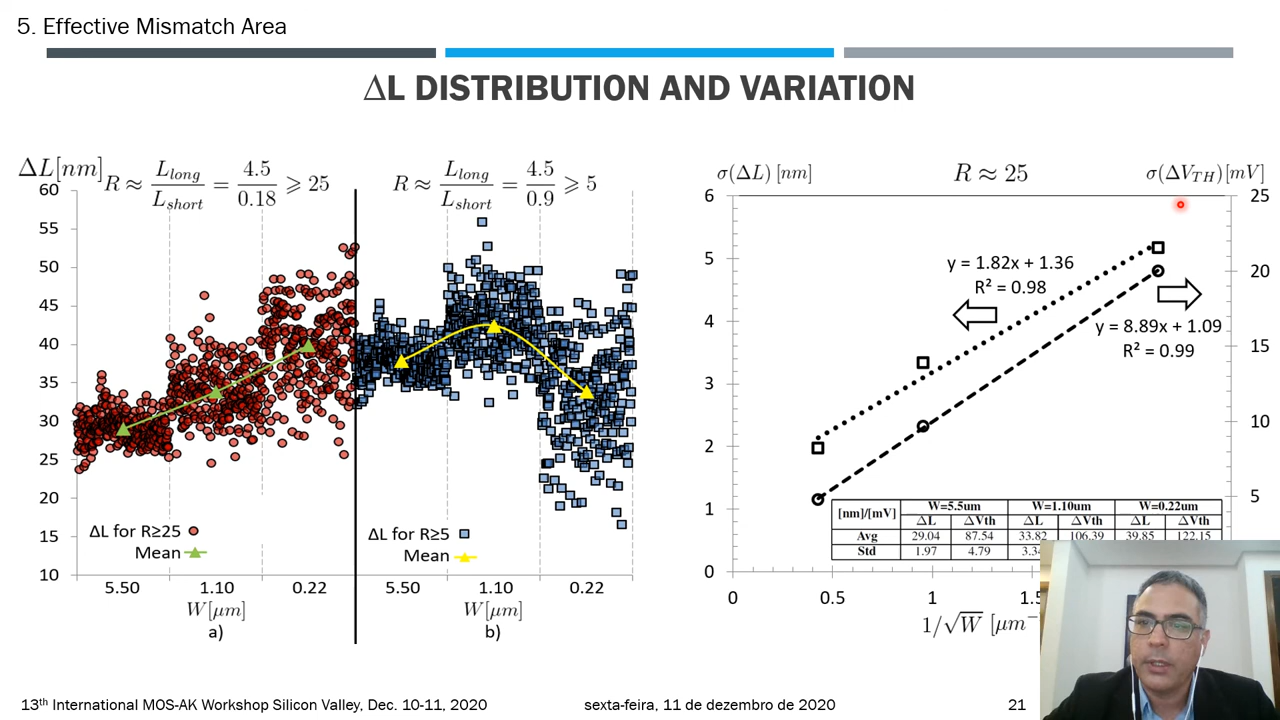 5. Effective Mismatch Area
ΔL DISTRIBUTION AND VARIATION
ΔL[nm]
R ≈ L_long/L_short = 4.5/0.18 ⩾ 25
R ≈ L_long/L_short = 4.5/0.9 ⩾ 5
60
55
50
45
40
35
30
25
20
15
10
ΔL for R≥25
Mean
ΔL for R≥5
Mean
5.50 1.10 0.22 5.50 1.10 0.22
W[μm] W[μm]
a) b)
σ(ΔL) [nm] R ≈ 25 σ(ΔV_TH)[mV]
6 25
5 20
4 15
3 10
2 5
1
0
y = 1.82x + 1.36
R² = 0.98
y = 8.89x + 1.09
R² = 0.99
[nm]/[mV] W=5.5um W=1.10um W=0.22um
ΔL ΔVth ΔL ΔVth ΔL ΔVth
Avg 29.04 87.54 33.82 106.39 39.85 122.15
Std 1.97 4.79
0 0.5 1 1.5
1/√W [μm⁻
13th International MOS-AK Workshop Silicon Valley, Dec. 10-11, 2020 sexta-feira, 11 de dezembro de 2020 21